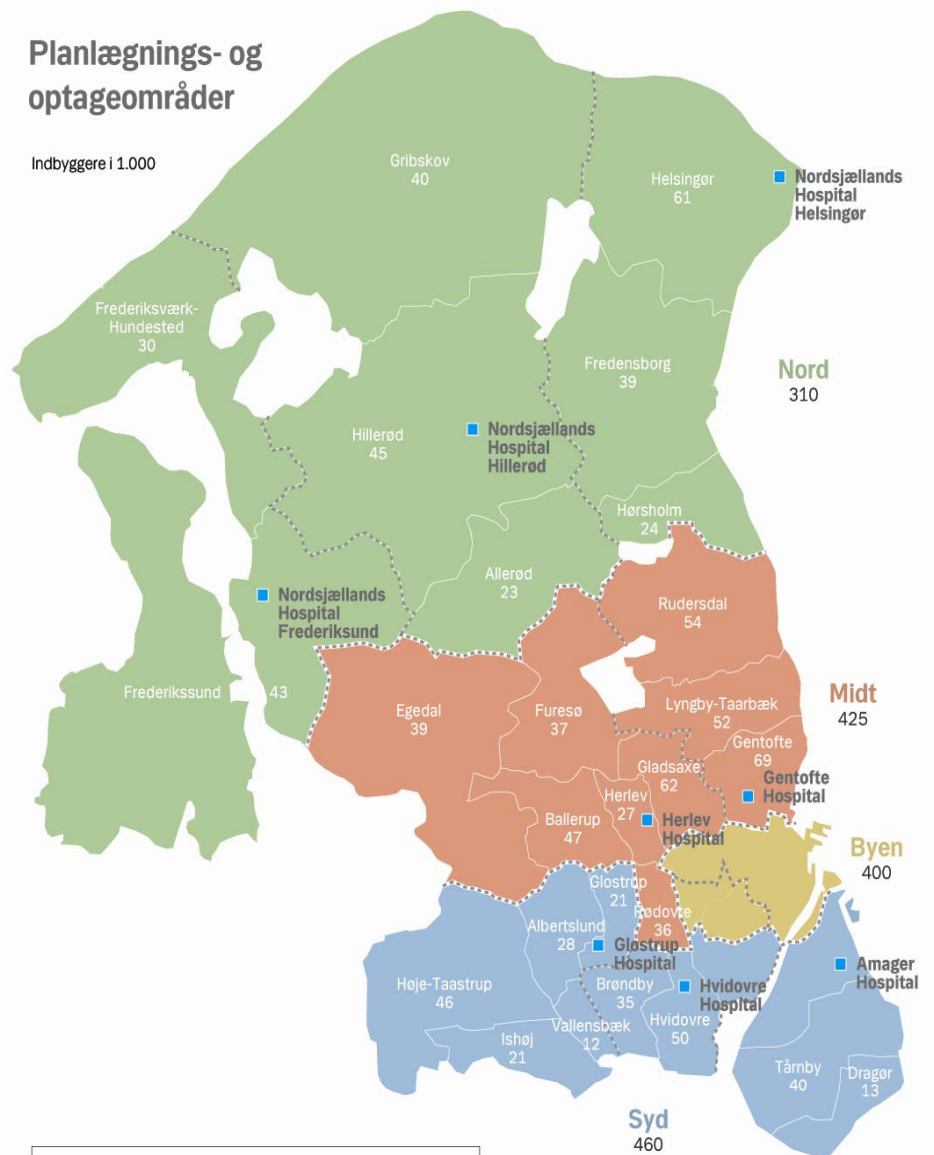 Planlægnings- og
optageområder
Indbyggere i 1.000
Gribskov
40
Helsingør
61
Nordsjællands
Hospital
Helsingør
Frederiksværk-
Hundested
30
Fredensborg
39
Nord
310
Hillerød
45
Nordsjællands
Hospital
Hillerød
Hørsholm
24
Allerød
23
Nordsjællands
Hospital
Frederiksund
Rudersdal
54
Frederikssund
43
Egedal
39
Furesø
37
Lyngby-Taarbæk
52
Midt
425
Gentofte
69
Gladsaxe
62
Gentofte
Hospital
Herlev
27
Herlev
Hospital
Ballerup
47
Byen
400
Glostrup
21
Rødovte
36
Albertslund
28
Gløstrup
Hospital
Amager
Hospital
Høje-Taastrup
46
Brøndby
35
Hvidovre
Hospital
Vallensbæk
12
Hvidovre
50
Ishøj
21
Tårnby
40
Dragør
13
Syd
460